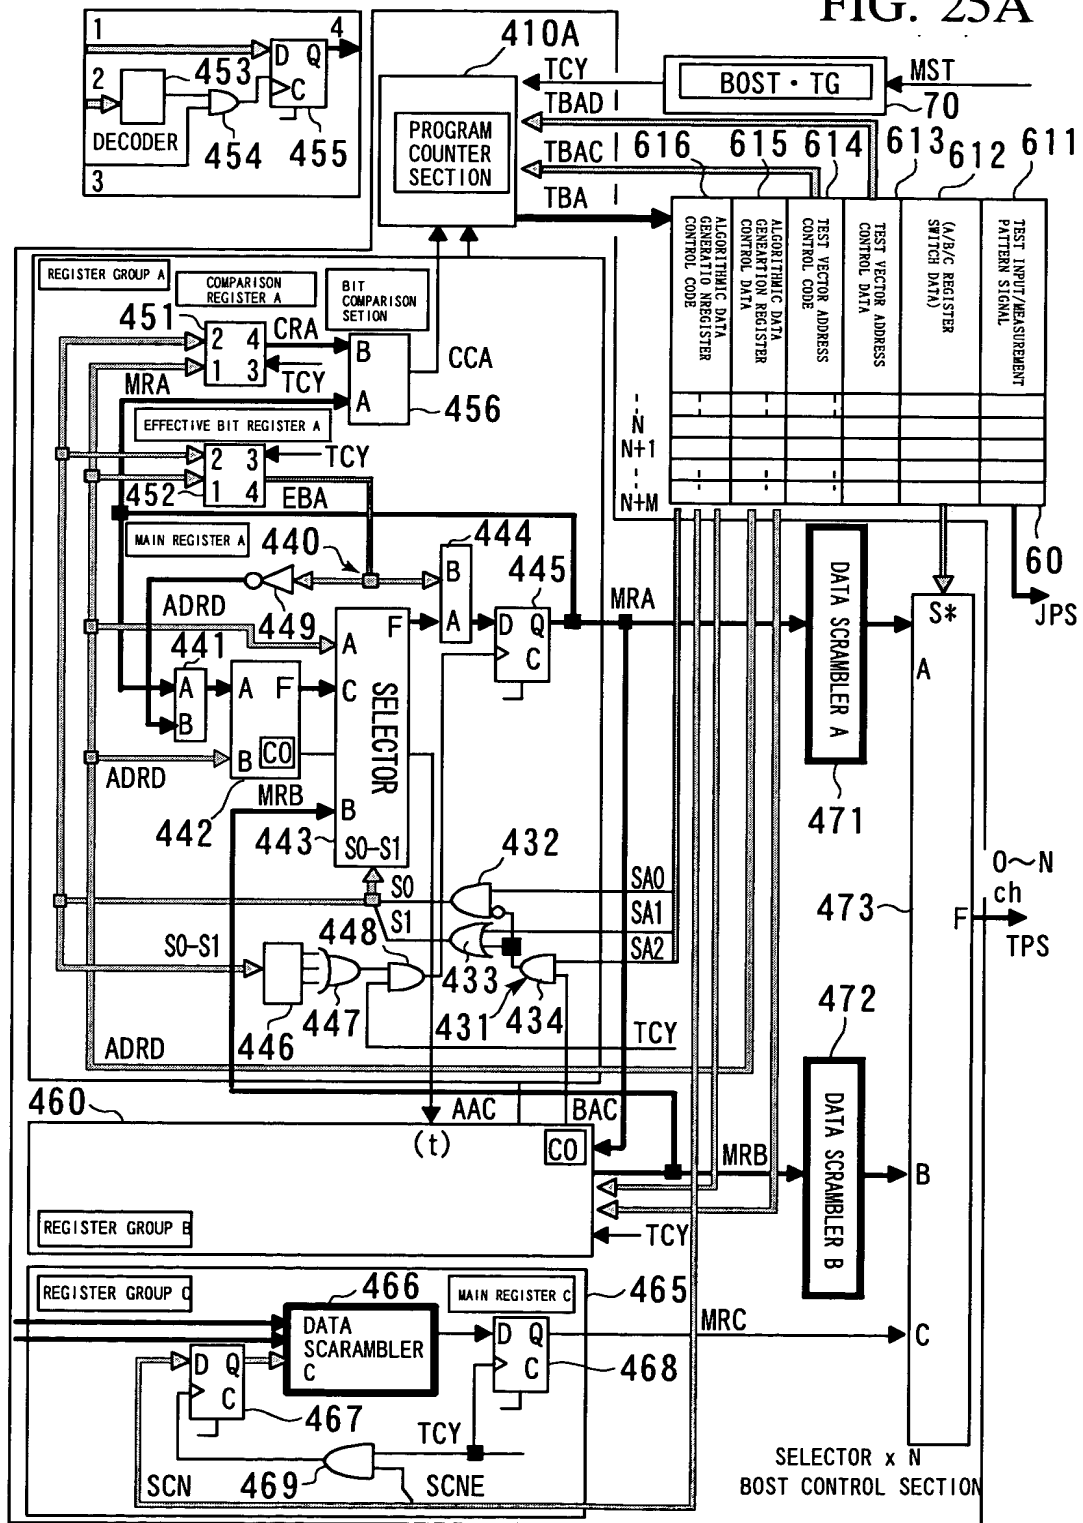 FIG. 25A
1
2
3
4
D Q
C
453
DECODER
454
455
410A
PROGRAM
COUNTER
SECTION
TCY
TBAD
TBAC
TBA
BOST・TG
MST
70
616
615
614
613
612
611
ALGORITHMIC DATA
GENERATIO NREGISTER
CONTROL CODE
ALGORITHMIC DATA
GENEARTION REGISTER
CONTROL DATA
TEST VECTOR ADDRESS
CONTROL CODE
TEST VECTOR ADDRESS
CONTROL DATA
(A/B/C REGISTER
SWITCH DATA)
TEST INPUT/MEASUREMENT
PATTERN SIGNAL
N
N+1
N+M
60
JPS
REGISTER GROUP A
COMPARISON
REGISTER A
BIT
COMPARISON
SETION
451
2 4
1 3
CRA
TCY
MRA
B
A
CCA
456
EFFECTIVE BIT REGISTER A
2 3
1 4
TCY
452
EBA
MAIN REGISTER A
440
444
445
B
A
449
ADRD
D Q
C
MRA
441
A
B
A F
B CO
442
ADRD
MRB
F
A
C
B
SELECTOR
S0-S1
443
432
S0
S1
SA0
SA1
SA2
448
433
434
431
S0-S1
446
447
TCY
ADRD
DATA SCRAMBLER A
471
S*
A
B
C
F
473
0~N
ch
TPS
472
DATA SCRAMBLER B
460
AAC
BAC
(t)
CO
MRB
TCY
REGISTER GROUP B
REGISTER GROUP C
466
MAIN REGISTER C
465
DATA
SCARAMBLER
C
D Q
C
467
D Q
C
468
MRC
TCY
469
SCN
SCNE
SELECTOR x N
BOST CONTROL SECTION